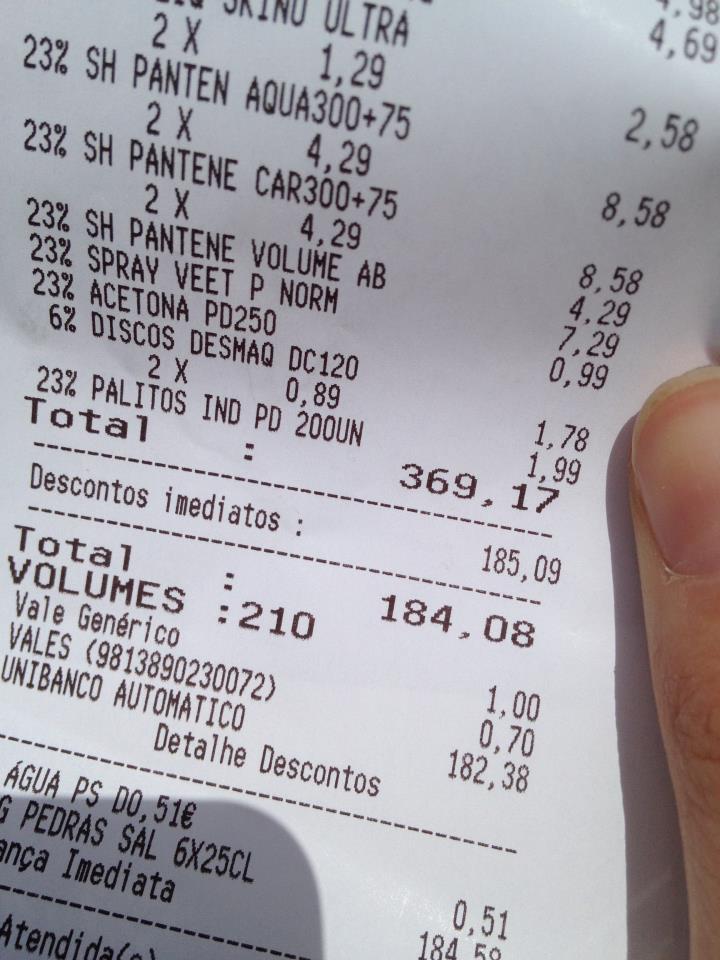 SKINO ULTRA 4,69
2 X 1,29 2,58
23% SH PANTEN AQUA300+75
2 X 4,29 8,58
23% SH PANTENE CAR300+75
2 X 4,29 8,58
23% SH PANTENE VOLUME AB 4,29
23% SPRAY VEET P NORM 7,29
23% ACETONA PD250 0,99
6% DISCOS DESMAQ DC120
2 X 0,89 1,78
23% PALITOS IND PD 200UN 1,99
Total : 369,17
Descontos imediatos : 185,09
Total : 184,08
VOLUMES :210
Vale Genérico 1,00
VALES (9813890230072) 0,70
UNIBANCO AUTOMATICO 182,38
Detalhe Descontos
ÁGUA PS D0,51€
PEDRAS SAL 6X25CL 0,51
Imediata 184,58